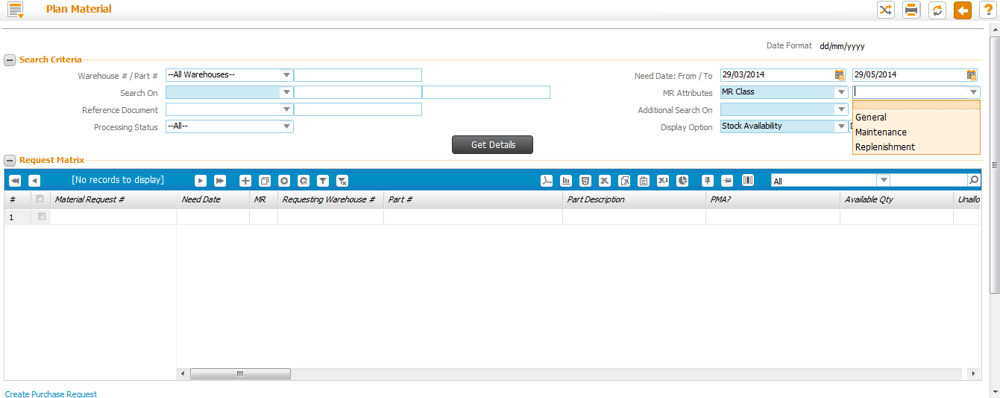 Plan Material
Date Format dd/mm/yyyy
Search Criteria
Warehouse # / Part # --All Warehouses-- Need Date: From / To 29/03/2014 29/05/2014
Search On MR Attributes MR Class
Reference Document Additional Search On
General
Processing Status --All-- Display Option Stock Availability
Maintenance
Replenishment
Get Details
Request Matrix
[No records to display] All
# Material Request # Need Date MR Requesting Warehouse # Part # Part Description PMA? Available Qty Unallo
1
Create Purchase Request